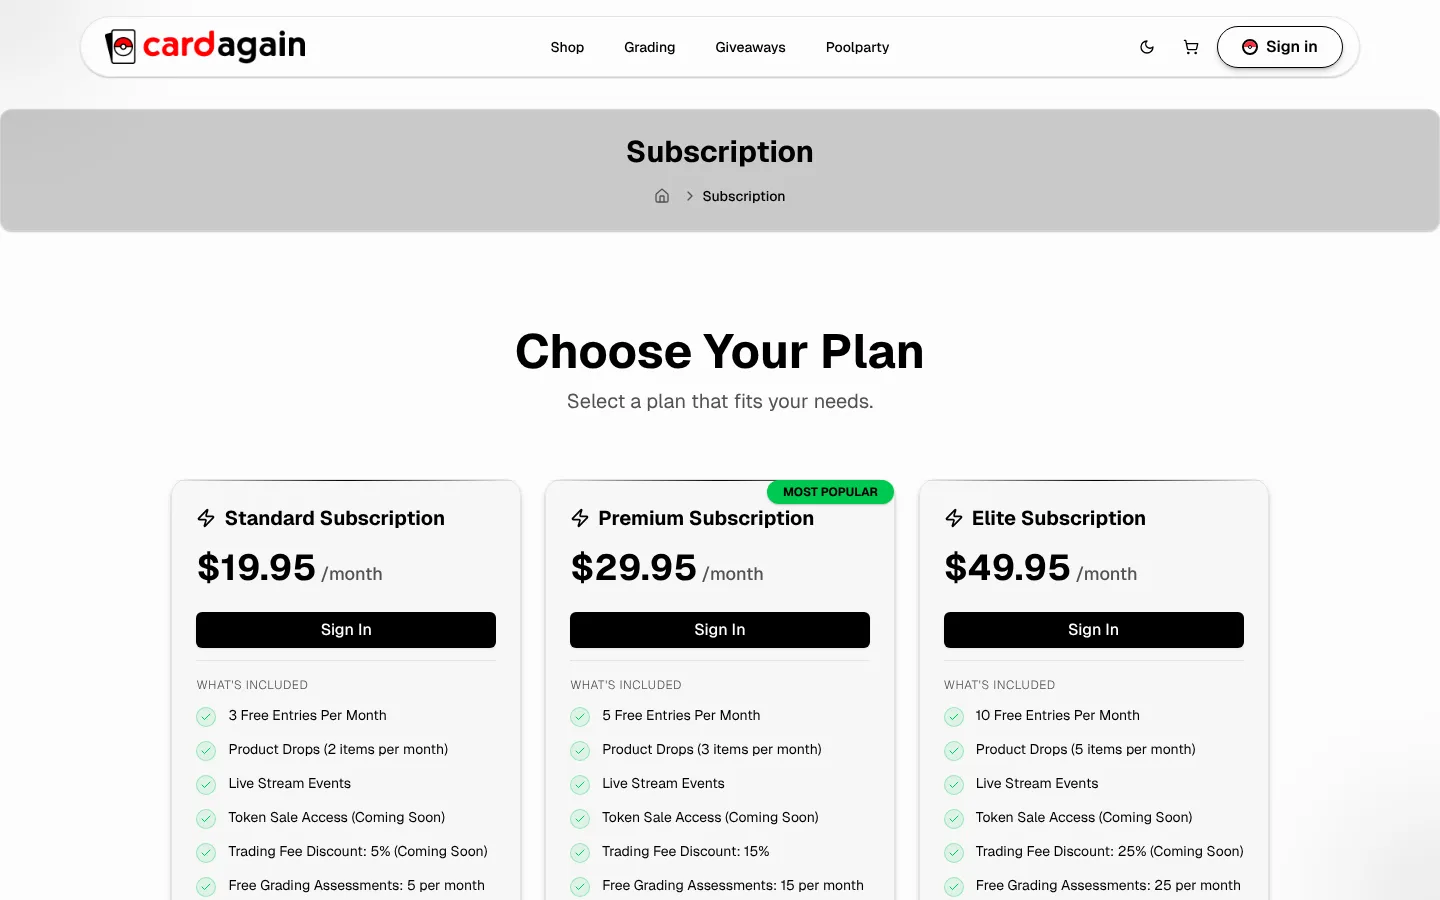 cardagain
Shop
Grading
Giveaways
Poolparty
Sign in
Subscription
Subscription
Choose Your Plan
Select a plan that fits your needs.
Standard Subscription
$19.95 /month
Sign In
WHAT'S INCLUDED
3 Free Entries Per Month
Product Drops (2 items per month)
Live Stream Events
Token Sale Access (Coming Soon)
Trading Fee Discount: 5% (Coming Soon)
Free Grading Assessments: 5 per month
MOST POPULAR
Premium Subscription
$29.95 /month
Sign In
WHAT'S INCLUDED
5 Free Entries Per Month
Product Drops (3 items per month)
Live Stream Events
Token Sale Access (Coming Soon)
Trading Fee Discount: 15%
Free Grading Assessments: 15 per month
Elite Subscription
$49.95 /month
Sign In
WHAT'S INCLUDED
10 Free Entries Per Month
Product Drops (5 items per month)
Live Stream Events
Token Sale Access (Coming Soon)
Trading Fee Discount: 25% (Coming Soon)
Free Grading Assessments: 25 per month